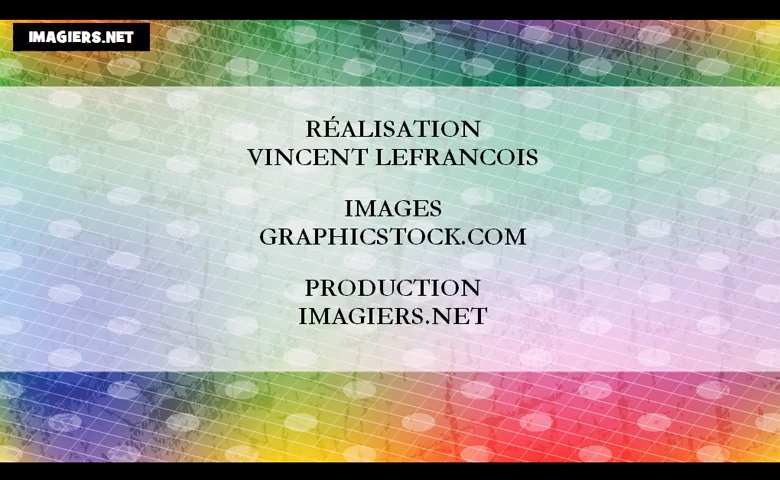 IMAGIERS.NET
RÉALISATION
VINCENT LEFRANCOIS
IMAGES
GRAPHICSTOCK.COM
PRODUCTION
IMAGIERS.NET